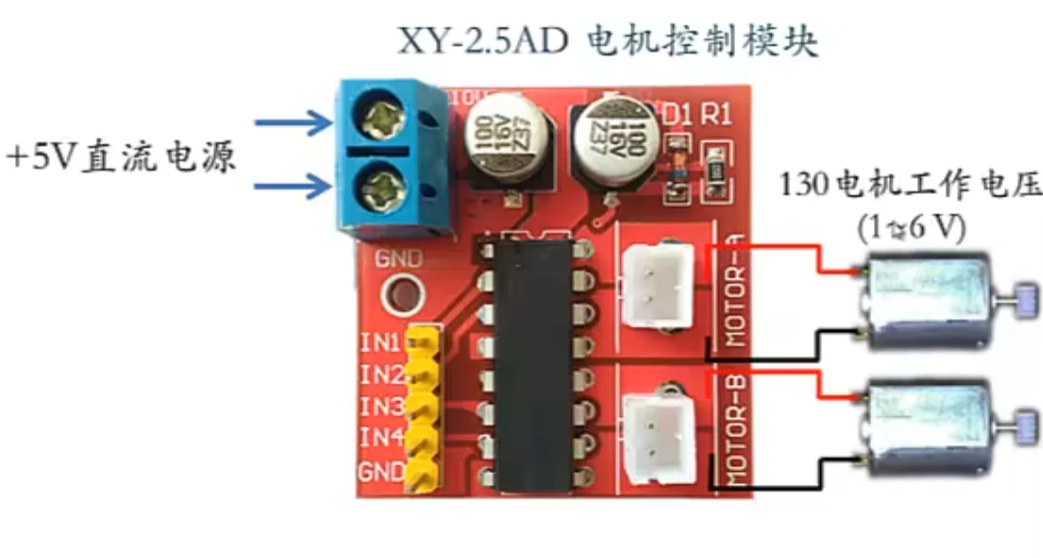 XY-2.5AD 电机控制模块
+5V直流电源
100
16V
Z37
100
16V
Z37
D1 R1
130电机工作电压
(1~6 V)
GND
MOTOR-A
IN1
IN2
IN3
IN4
GND
MOTOR-B